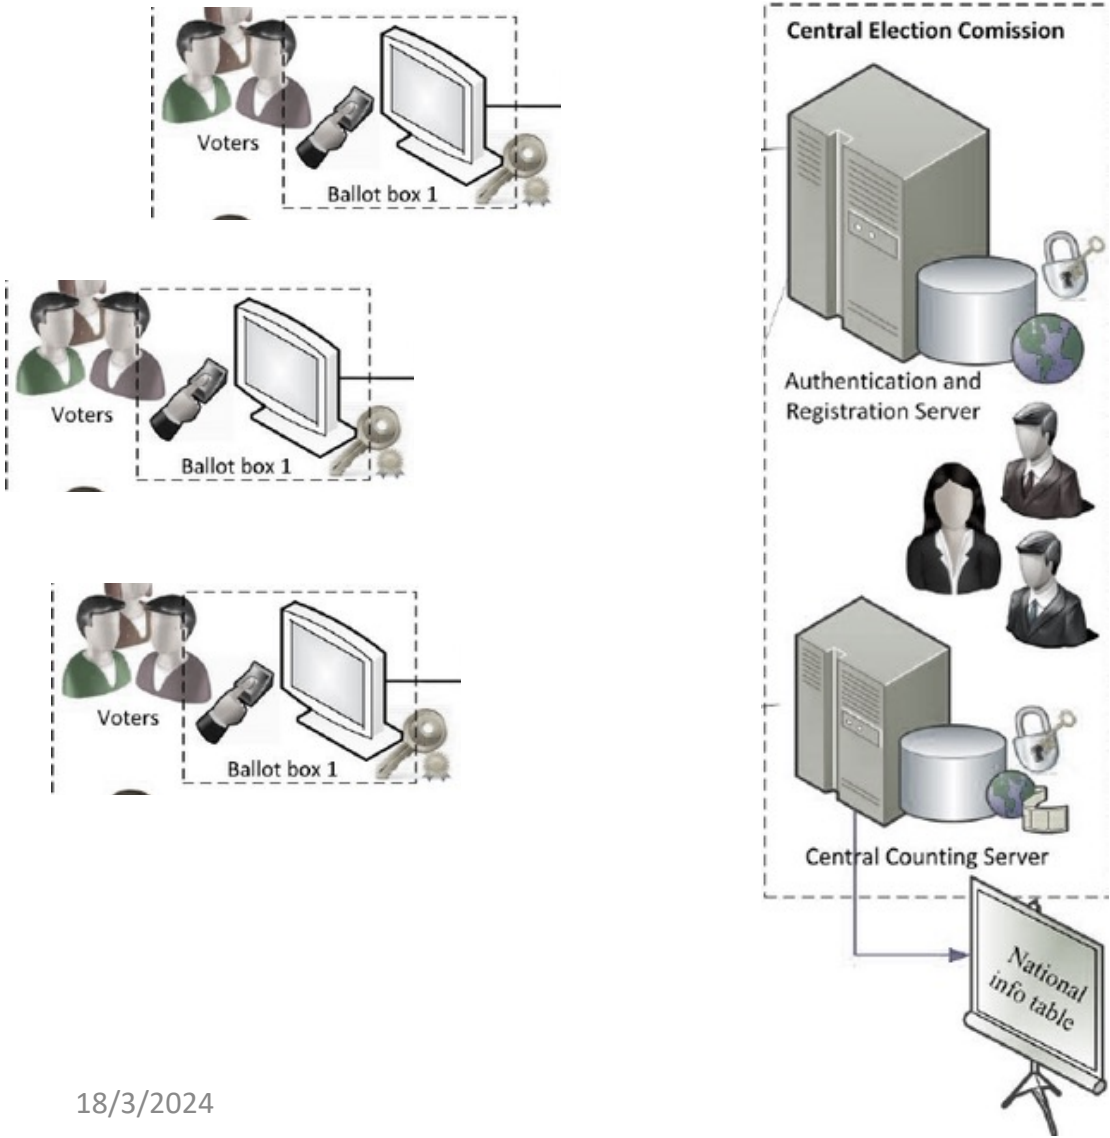 Voters
Ballot box 1
Voters
Ballot box 1
Voters
Ballot box 1
Central Election Comission
Authentication and
Registration Server
Central Counting Server
National
info table
18/3/2024